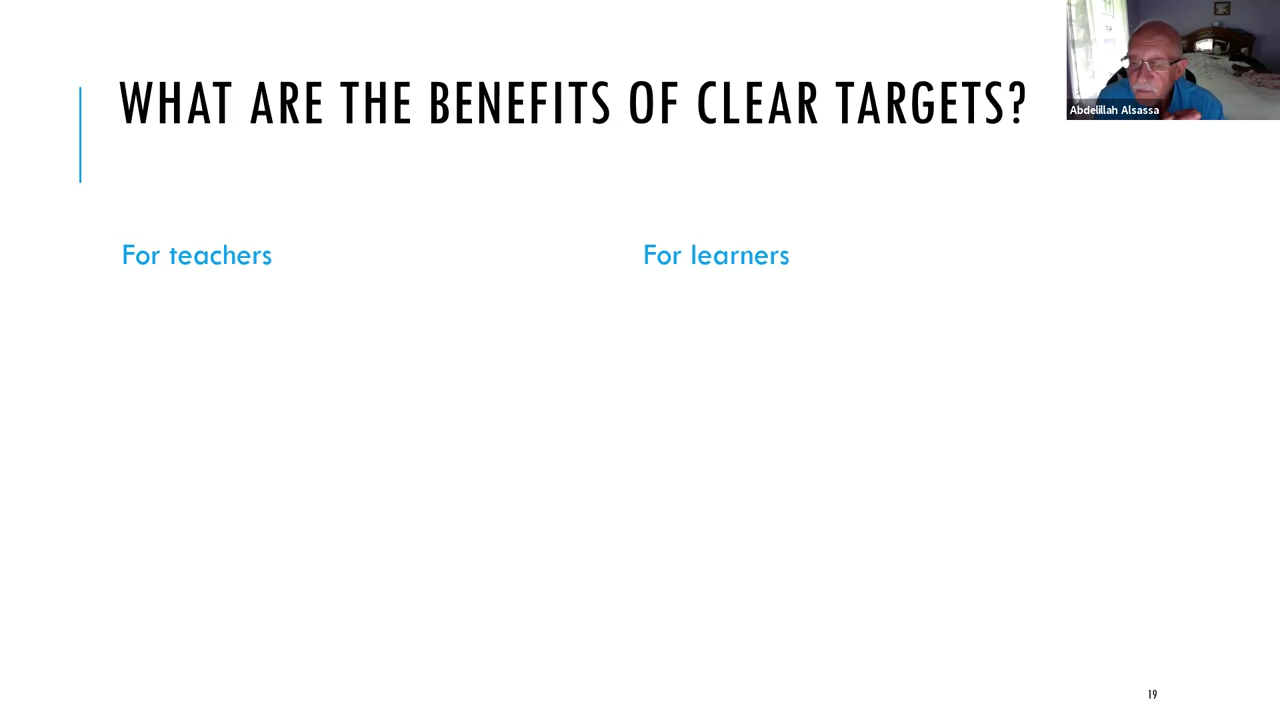 WHAT ARE THE BENEFITS OF CLEAR TARGETS?
Abdelillah Alsassa
For teachers
For learners
19